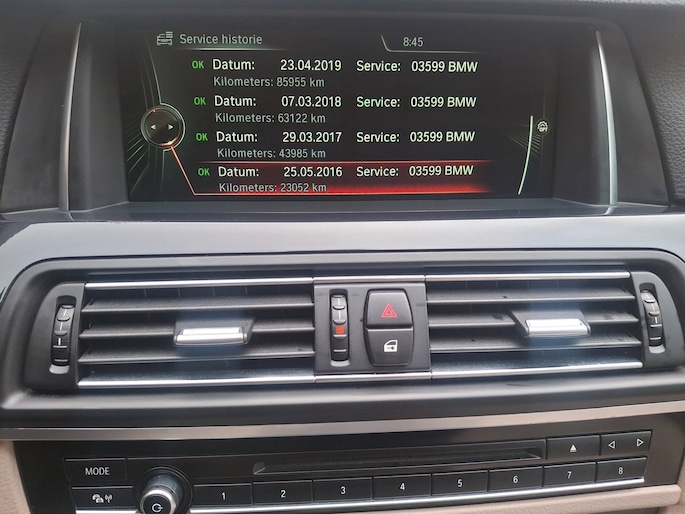 Service historie 8:45
OK Datum: 23.04.2019 Service: 03599 BMW
Kilometers: 85955 km
OK Datum: 07.03.2018 Service: 03599 BMW
Kilometers: 63122 km
OK Datum: 29.03.2017 Service: 03599 BMW
Kilometers: 43985 km
OK Datum: 25.05.2016 Service: 03599 BMW
Kilometers: 23052 km
MODE
1 2 3 4 5 6 7 8